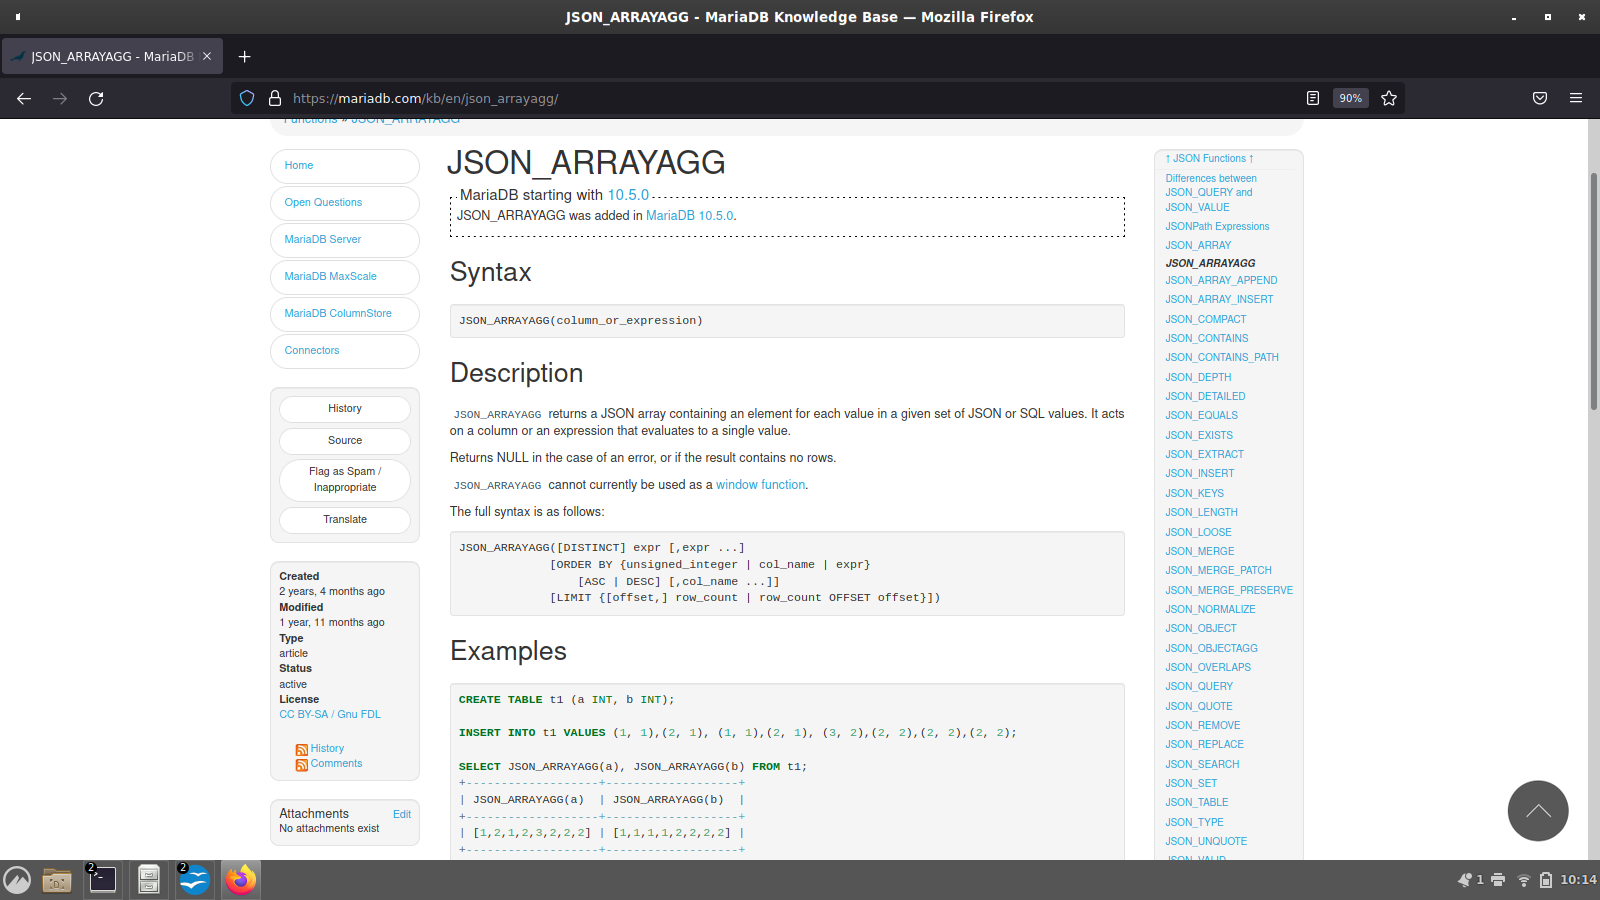 JSON_ARRAYAGG - MariaDB Knowledge Base — Mozilla Firefox
JSON_ARRAYAGG - MariaDB
https://mariadb.com/kb/en/json_arrayagg/
90%
Functions » JSON_ARRAYAGG
Home
Open Questions
MariaDB Server
MariaDB MaxScale
MariaDB ColumnStore
Connectors
History
Source
Flag as Spam /
Inappropriate
Translate
Created
2 years, 4 months ago
Modified
1 year, 11 months ago
Type
article
Status
active
License
CC BY-SA / Gnu FDL
History
Comments
Attachments
Edit
No attachments exist
JSON_ARRAYAGG
MariaDB starting with 10.5.0
JSON_ARRAYAGG was added in MariaDB 10.5.0.
Syntax
JSON_ARRAYAGG(column_or_expression)
Description
JSON_ARRAYAGG returns a JSON array containing an element for each value in a given set of JSON or SQL values. It acts
on a column or an expression that evaluates to a single value.
Returns NULL in the case of an error, or if the result contains no rows.
JSON_ARRAYAGG cannot currently be used as a window function.
The full syntax is as follows:
JSON_ARRAYAGG([DISTINCT] expr [,expr ...]
[ORDER BY {unsigned_integer | col_name | expr}
[ASC | DESC] [,col_name ...]]
[LIMIT {[offset,] row_count | row_count OFFSET offset}])
Examples
CREATE TABLE t1 (a INT, b INT);
INSERT INTO t1 VALUES (1, 1),(2, 1), (1, 1),(2, 1), (3, 2),(2, 2),(2, 2),(2, 2);
SELECT JSON_ARRAYAGG(a), JSON_ARRAYAGG(b) FROM t1;
+-------------------+-------------------+
| JSON_ARRAYAGG(a)  | JSON_ARRAYAGG(b)  |
+-------------------+-------------------+
| [1,2,1,2,3,2,2,2] | [1,1,1,1,2,2,2,2] |
+-------------------+-------------------+
↑ JSON Functions ↑
Differences between
JSON_QUERY and
JSON_VALUE
JSONPath Expressions
JSON_ARRAY
JSON_ARRAYAGG
JSON_ARRAY_APPEND
JSON_ARRAY_INSERT
JSON_COMPACT
JSON_CONTAINS
JSON_CONTAINS_PATH
JSON_DEPTH
JSON_DETAILED
JSON_EQUALS
JSON_EXISTS
JSON_EXTRACT
JSON_INSERT
JSON_KEYS
JSON_LENGTH
JSON_LOOSE
JSON_MERGE
JSON_MERGE_PATCH
JSON_MERGE_PRESERVE
JSON_NORMALIZE
JSON_OBJECT
JSON_OBJECTAGG
JSON_OVERLAPS
JSON_QUERY
JSON_QUOTE
JSON_REMOVE
JSON_REPLACE
JSON_SEARCH
JSON_SET
JSON_TABLE
JSON_TYPE
JSON_UNQUOTE
JSON_VALID
2
2
1
10:14